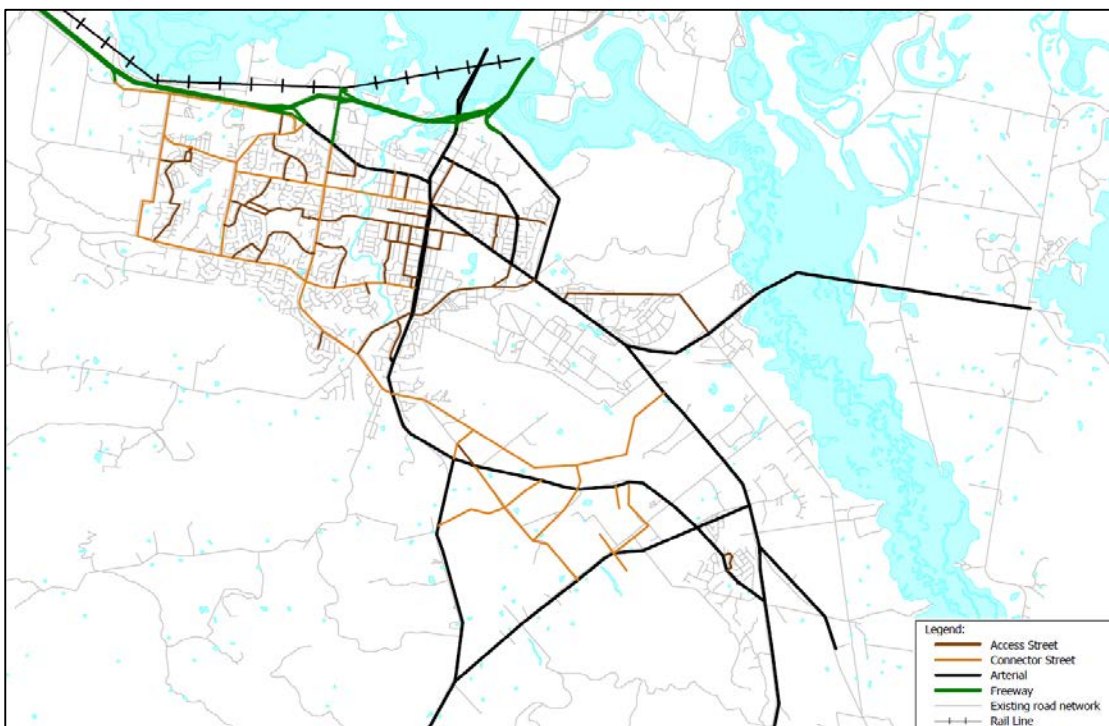 Legend:
Access Street
Connector Street
Arterial
Freeway
Existing road network
Rail Line